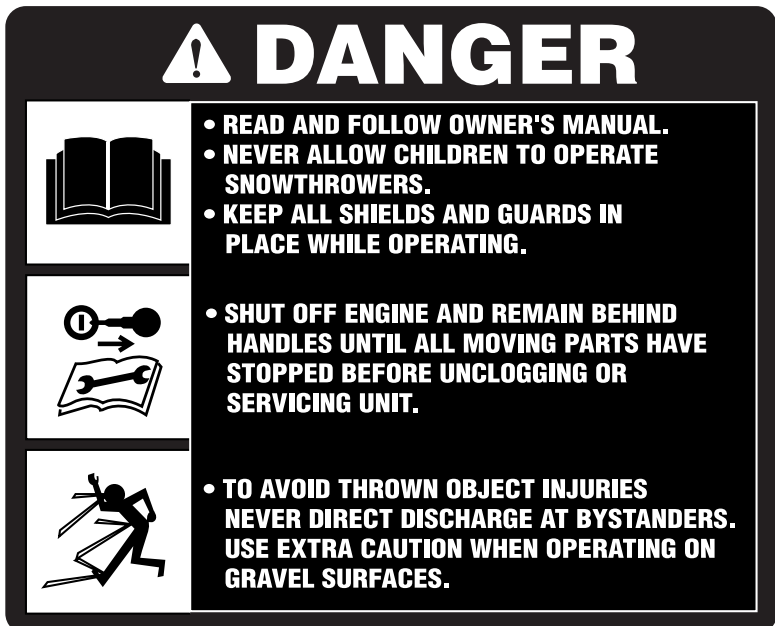 DANGER
• READ AND FOLLOW OWNER'S MANUAL.
• NEVER ALLOW CHILDREN TO OPERATE
SNOWTHROWERS.
• KEEP ALL SHIELDS AND GUARDS IN
PLACE WHILE OPERATING.
• SHUT OFF ENGINE AND REMAIN BEHIND
HANDLES UNTIL ALL MOVING PARTS HAVE
STOPPED BEFORE UNCLOGGING OR
SERVICING UNIT.
• TO AVOID THROWN OBJECT INJURIES
NEVER DIRECT DISCHARGE AT BYSTANDERS.
USE EXTRA CAUTION WHEN OPERATING ON
GRAVEL SURFACES.